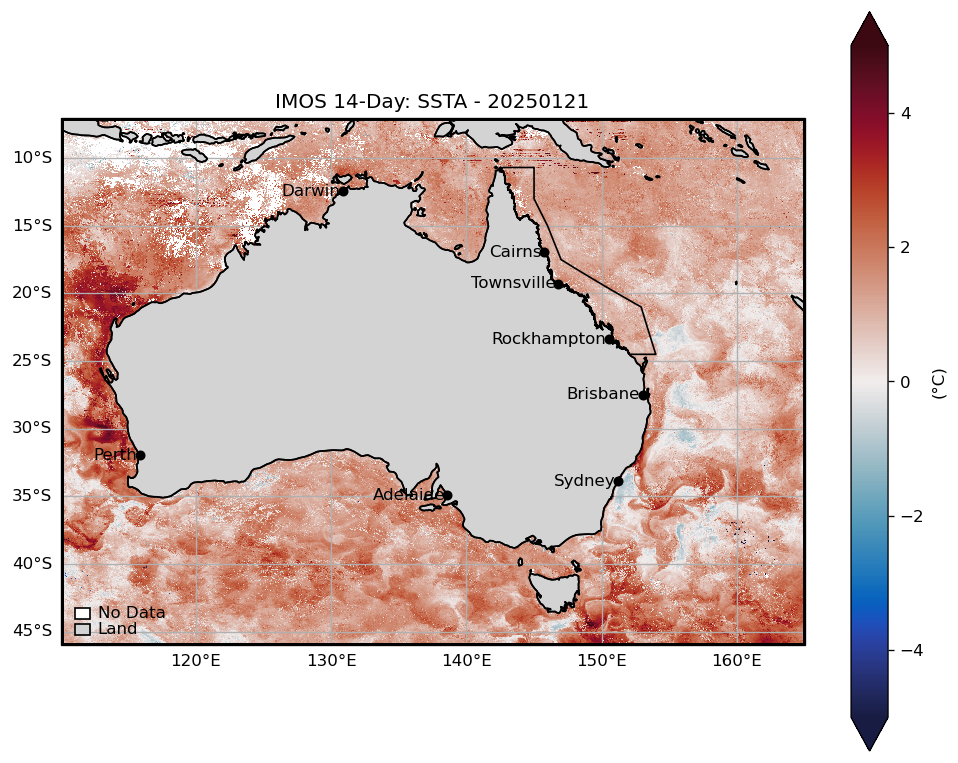 IMOS 14-Day: SSTA - 20250121
10°S
15°S
20°S
25°S
30°S
35°S
40°S
45°S
Darwin
Cairns
Townsville
Rockhampton
Brisbane
Perth
Sydney
Adelaide
No Data
Land
120°E
130°E
140°E
150°E
160°E
4
2
0
−2
−4
(°C)